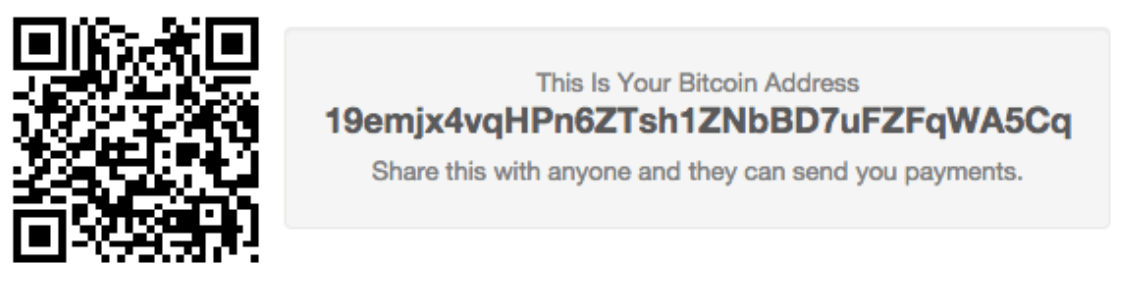 This Is Your Bitcoin Address
19emjx4vqHPn6ZTsh1ZNbBD7uFZFqWA5Cq
Share this with anyone and they can send you payments.